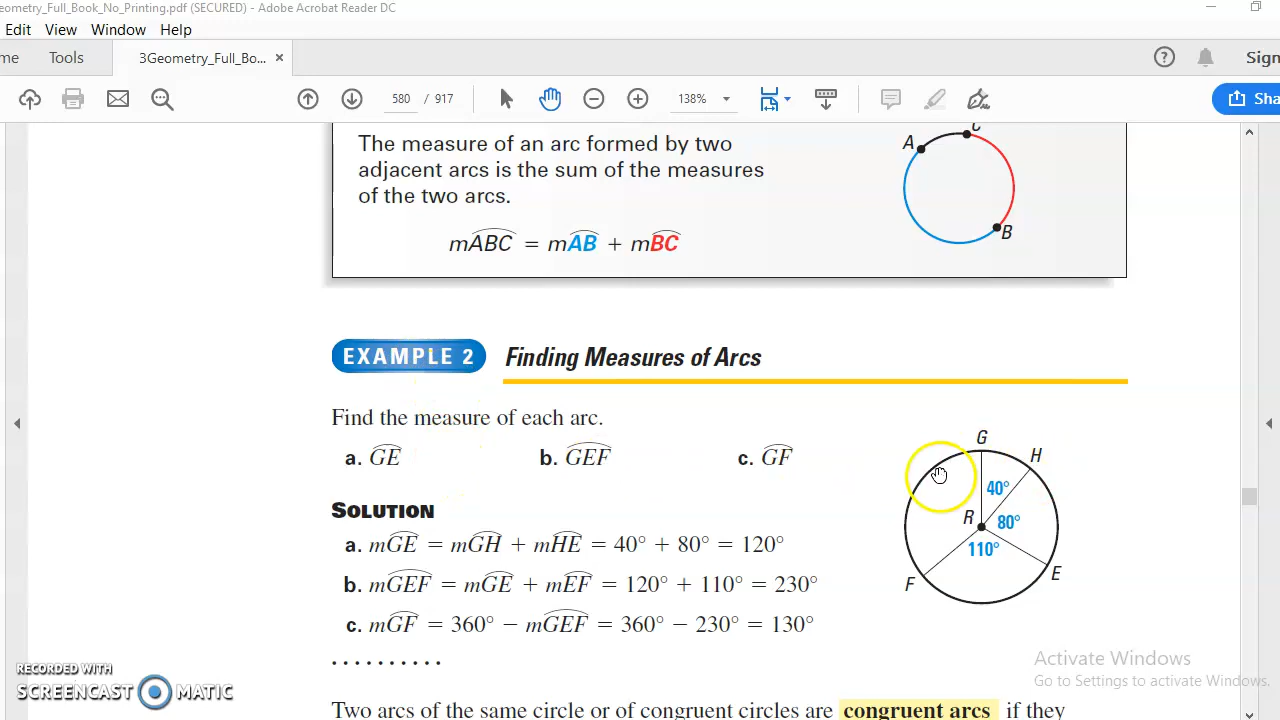 eometry_Full_Book_No_Printing.pdf (SECURED) - Adobe Acrobat Reader DC
Edit View Window Help
me Tools 3Geometry_Full_Bo... × ? Sign
580 / 917 138% Sha
The measure of an arc formed by two
adjacent arcs is the sum of the measures
of the two arcs.
mABC = mAB + mBC
A
C
B
EXAMPLE 2 Finding Measures of Arcs
Find the measure of each arc.
a. GE b. GEF c. GF
G
H
40°
R 80°
110°
F
E
SOLUTION
a. mGE = mGH + mHE = 40° + 80° = 120°
b. mGEF = mGE + mEF = 120° + 110° = 230°
c. mGF = 360° − mGEF = 360° − 230° = 130°
. . . . . . . . . .
Two arcs of the same circle or of congruent circles are congruent arcs if they
RECORDED WITH
SCREENCAST MATIC
Activate Windows
Go to Settings to activate Windows.